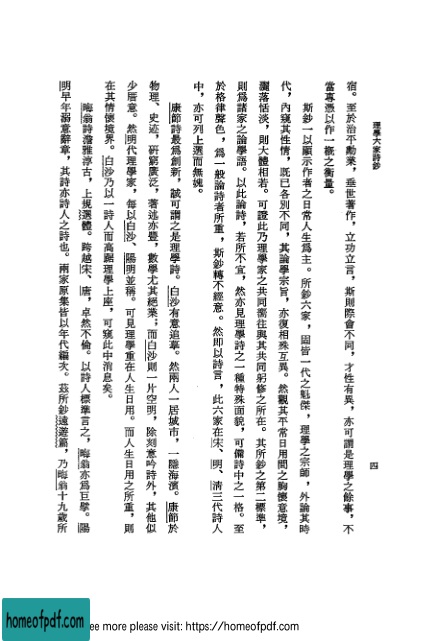 理學六家詩鈔
四
宿。至於治平勳業，垂世著作，立功立言，斯則際會不同，才性有異，亦可謂是理學之餘事，不
當專憑以作一概之衡量。
斯鈔一以顯示作者之日常人生爲主。所鈔六家，固皆一代之魁傑，理學之宗師，外論其時
代，內窺其性情，既已各別不同，其論學宗旨，亦復相殊互異。然觀其平常日用間之胸懷意境，
灑落恬淡，則大體相若。可證此乃理學家之共同嚮往與其共同躬修之所在。其所鈔之第二標準，
則爲諸家之論學語。以此論詩，若所不宜，然亦見理學詩之一種特殊面貌，可備詩中之一格。至
於格律聲色，爲一般論詩者所重，斯鈔轉不經意。然即以詩言，此六家在宋、明、清三代詩人
中，亦可列上選而無愧。
康節詩最爲創新，誠可謂之是理學詩。白沙有意追摹。然兩人一居城市，一隱海濱。康節於
物理、史迹，研窮廣泛，著述亦豐，數學尤其絕業；而白沙則一片空明，除刻意吟詩外，其他似
少厝意。然明代理學家，每以白沙、陽明並稱。可見理學重在人生日用。而人生日用之所重，則
在其情懷境界。白沙乃以一詩人而高踞理學上座，可窺此中消息矣。
晦翁詩澹雅淳古，上規選體。跨越宋、唐，卓然不倫。以詩人標準言之，晦翁亦爲巨擘。陽
明早年溺意辭章，其詩亦詩人之詩也。兩家原集皆以年代編次。茲所鈔遠遊篇，乃晦翁十九歲所
homeofpdf.com
ee more please visit: https://homeofpdf.com